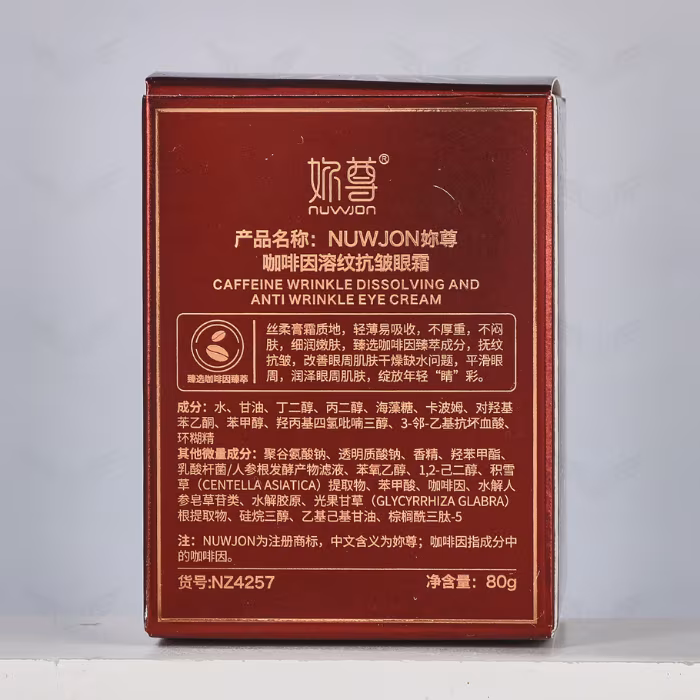 妳尊®
nuwjon
产品名称：NUWJON妳尊
咖啡因溶纹抗皱眼霜
CAFFEINE WRINKLE DISSOLVING AND
ANTI WRINKLE EYE CREAM
臻选咖啡因臻萃
丝柔膏霜质地，轻薄易吸收，不厚重，不闷
肤，细润嫩肤，臻选咖啡因臻萃成分，抚纹
抗皱，改善眼周肌肤干燥缺水问题，平滑眼
周，润泽眼周肌肤，绽放年轻“睛”彩。
成分：水、甘油、丁二醇、丙二醇、海藻糖、卡波姆、对羟基
苯乙酮、苯甲醇、羟丙基四氢吡喃三醇、3-邻-乙基抗坏血酸、
环糊精
其他微量成分：聚谷氨酸钠、透明质酸钠、香精、羟苯甲酯、
乳酸杆菌/人参根发酵产物滤液、苯氧乙醇、1,2-己二醇、积雪
草（CENTELLA ASIATICA）提取物、苯甲酸、咖啡因、水解人
参皂草苷类、水解胶原、光果甘草（GLYCYRRHIZA GLABRA）
根提取物、硅烷三醇、乙基己基甘油、棕榈酰三肽-5
注：NUWJON为注册商标，中文含义为妳尊；咖啡因指成分中
的咖啡因。
货号:NZ4257
净含量：80g